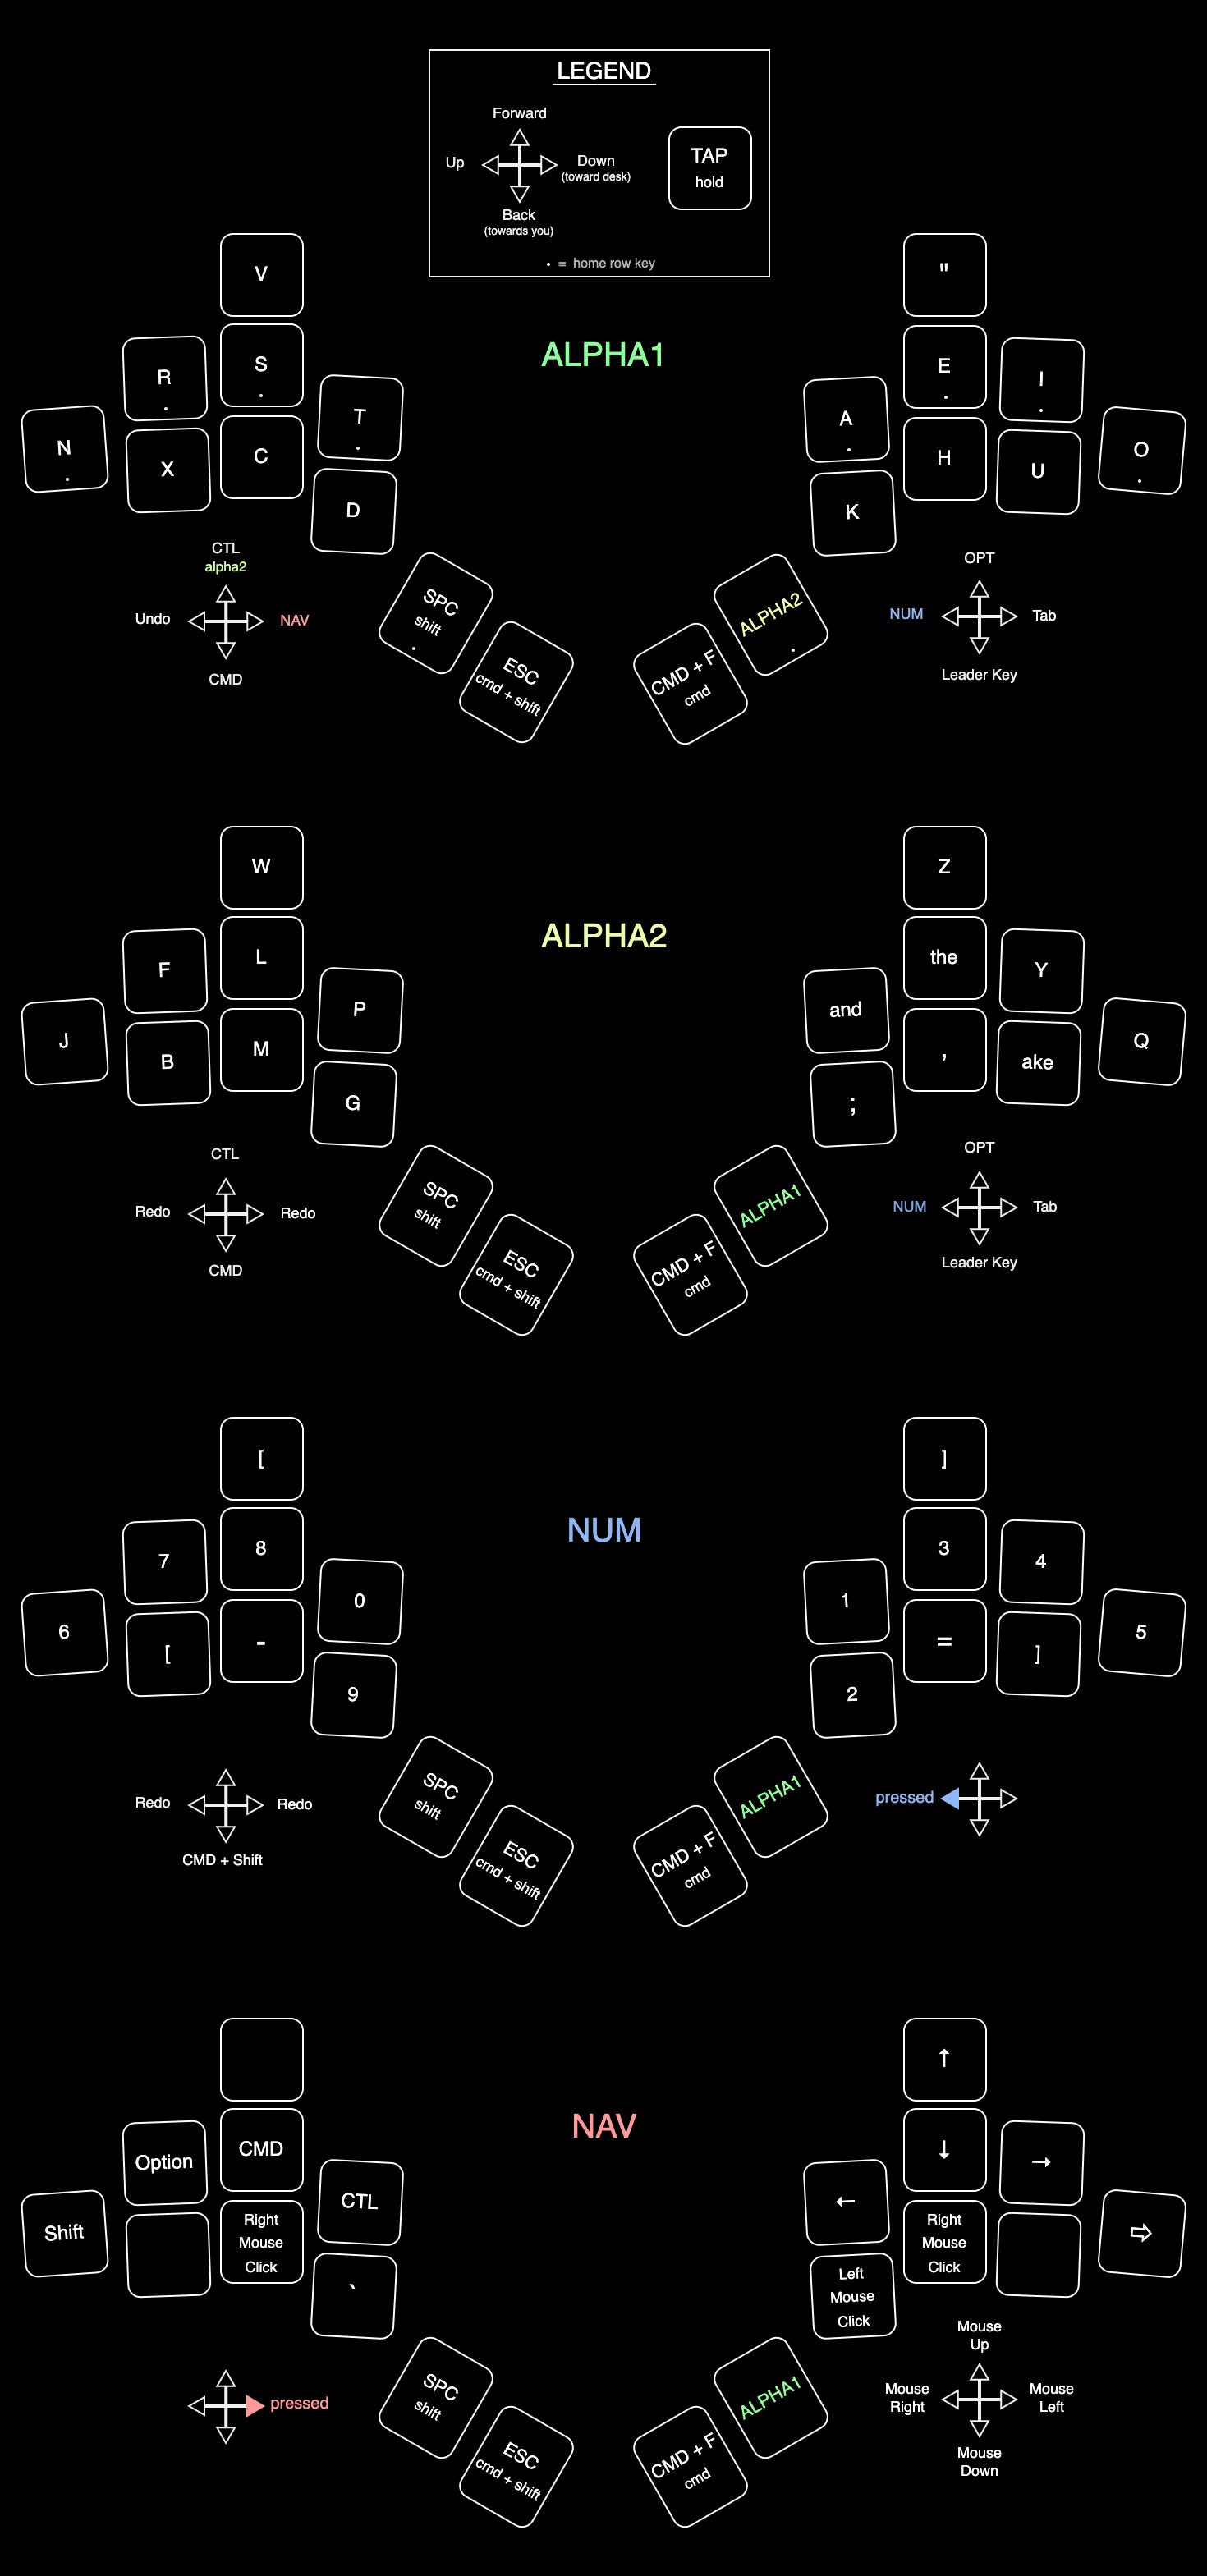 LEGEND
Forward
Up
Down
(toward desk)
Back
(towards you)
TAP
hold
• = home row key
ALPHA1
V
R
S
T
N
X
C
D
"
A
E
I
O
K
H
U
CTL
alpha2
Undo
NAV
CMD
SPC
shift
ESC
cmd + shift
CMD + F
cmd
ALPHA2
OPT
NUM
Tab
Leader Key
ALPHA2
W
F
L
P
J
B
M
G
Z
and
the
Y
Q
;
,
ake
CTL
Redo
Redo
CMD
SPC
shift
ESC
cmd + shift
CMD + F
cmd
ALPHA1
OPT
NUM
Tab
Leader Key
NUM
[
7
8
0
6
[
-
9
]
1
3
4
5
2
=
]
Redo
Redo
CMD + Shift
SPC
shift
ESC
cmd + shift
CMD + F
cmd
ALPHA1
pressed
NAV
Option
CMD
CTL
Shift
Right
Mouse
Click
`
↑
←
↓
→
⇨
Left
Mouse
Click
Right
Mouse
Click
pressed
SPC
shift
ESC
cmd + shift
CMD + F
cmd
ALPHA1
Mouse
Up
Mouse
Right
Mouse
Left
Mouse
Down